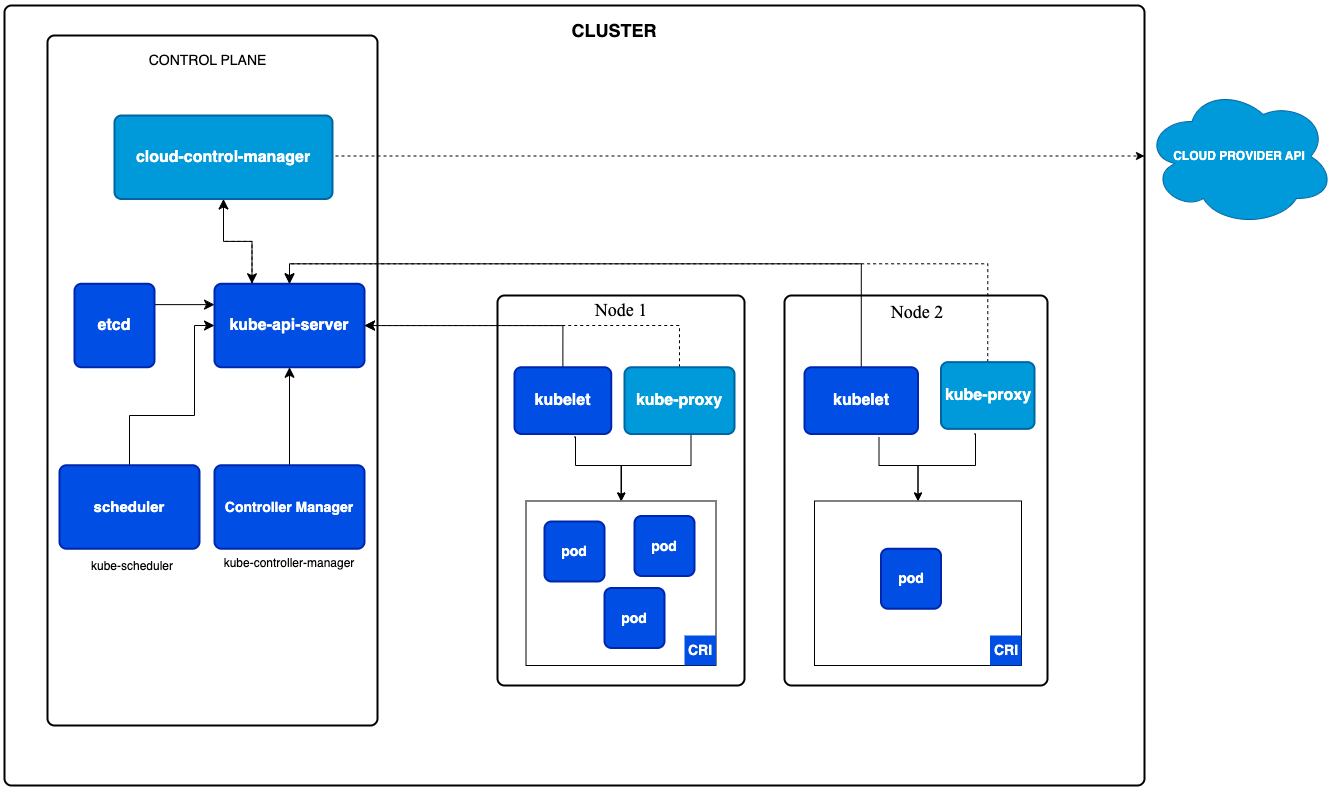 CLUSTER
CONTROL PLANE
cloud-control-manager
CLOUD PROVIDER API
etcd
kube-api-server
Node 1
Node 2
kubelet
kube-proxy
kubelet
kube-proxy
scheduler
Controller Manager
kube-scheduler
kube-controller-manager
pod
pod
pod
CRI
pod
CRI